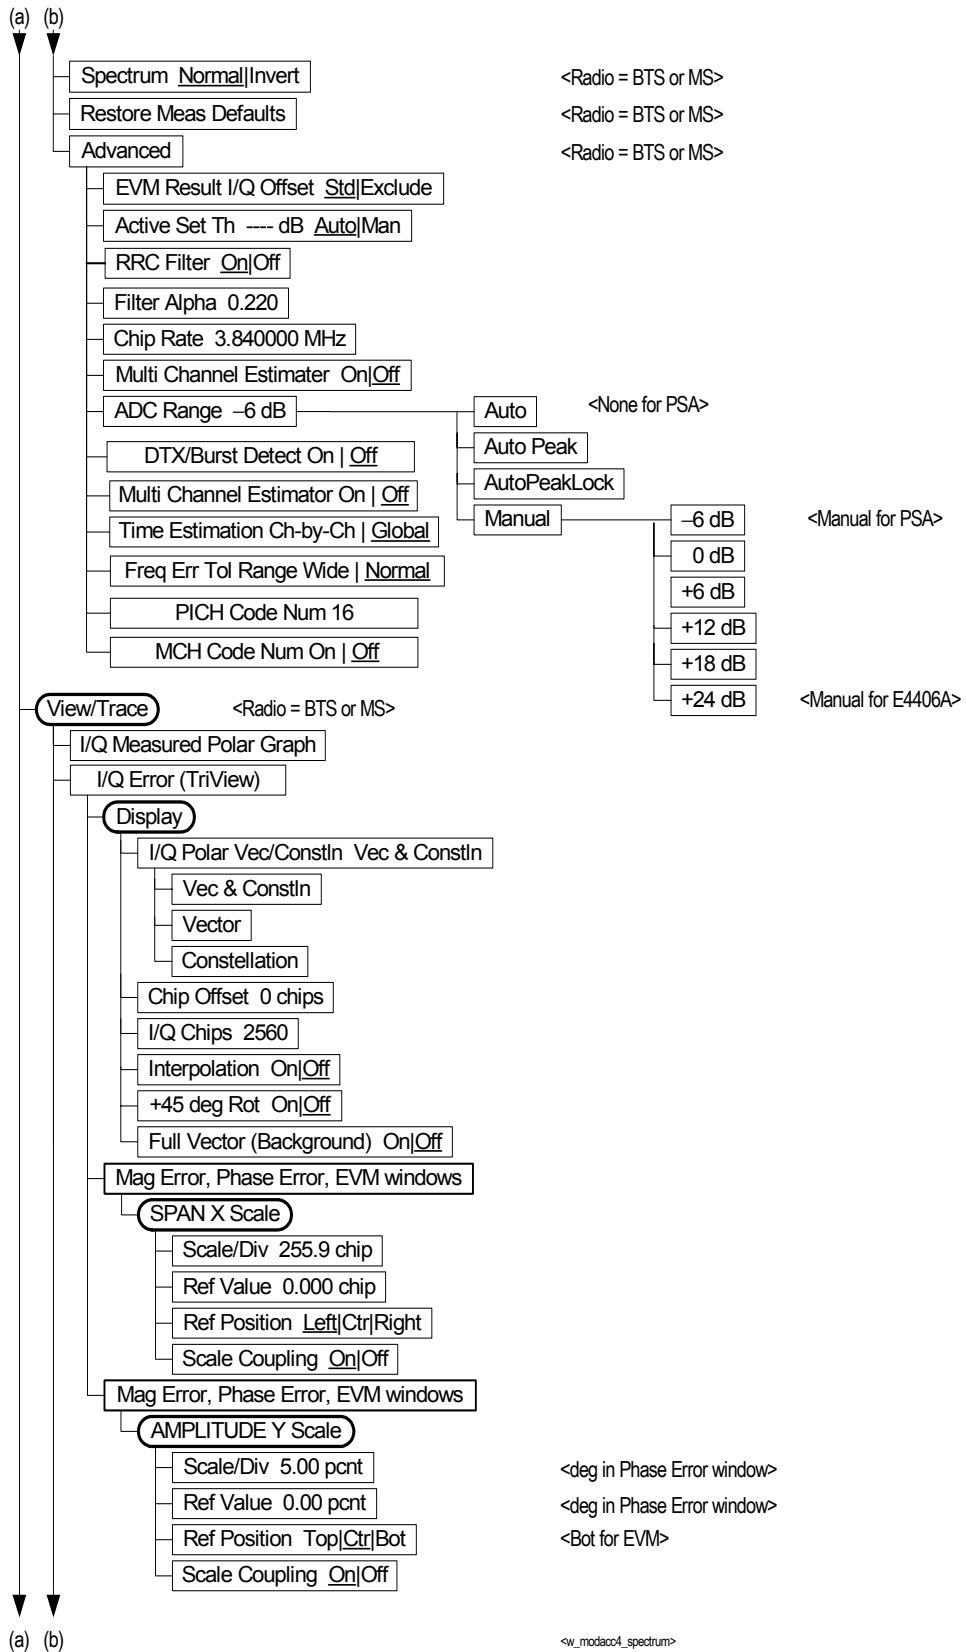 (a) (b)
Spectrum Normal|Invert <Radio = BTS or MS>
Restore Meas Defaults <Radio = BTS or MS>
Advanced <Radio = BTS or MS>
EVM Result I/Q Offset Std|Exclude
Active Set Th ---- dB Auto|Man
RRC Filter On|Off
Filter Alpha 0.220
Chip Rate 3.840000 MHz
Multi Channel Estimater On|Off
ADC Range –6 dB Auto <None for PSA>
DTX/Burst Detect On | Off Auto Peak
Multi Channel Estimator On | Off AutoPeakLock
Time Estimation Ch-by-Ch | Global Manual –6 dB <Manual for PSA>
Freq Err Tol Range Wide | Normal 0 dB
PICH Code Num 16 +6 dB
MCH Code Num On | Off +12 dB
+18 dB
+24 dB <Manual for E4406A>
View/Trace <Radio = BTS or MS>
I/Q Measured Polar Graph
I/Q Error (TriView)
Display
I/Q Polar Vec/Constln Vec & Constln
Vec & Constln
Vector
Constellation
Chip Offset 0 chips
I/Q Chips 2560
Interpolation On|Off
+45 deg Rot On|Off
Full Vector (Background) On|Off
Mag Error, Phase Error, EVM windows
SPAN X Scale
Scale/Div 255.9 chip
Ref Value 0.000 chip
Ref Position Left|Ctr|Right
Scale Coupling On|Off
Mag Error, Phase Error, EVM windows
AMPLITUDE Y Scale
Scale/Div 5.00 pcnt <deg in Phase Error window>
Ref Value 0.00 pcnt <deg in Phase Error window>
Ref Position Top|Ctr|Bot <Bot for EVM>
Scale Coupling On|Off
(a) (b) <w_modacc4_spectrum>